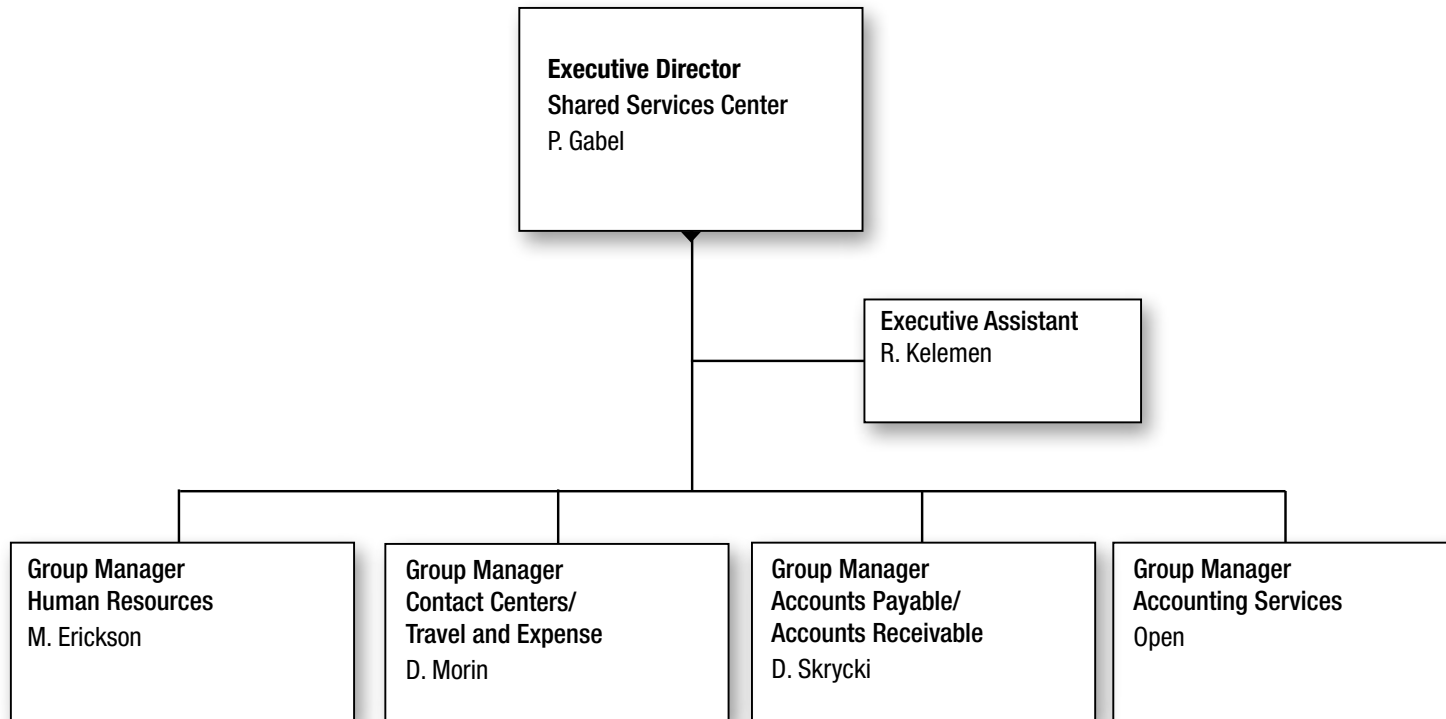 Executive Director
Shared Services Center
P. Gabel
Executive Assistant
R. Kelemen
Group Manager
Human Resources
M. Erickson
Group Manager
Contact Centers/
Travel and Expense
D. Morin
Group Manager
Accounts Payable/
Accounts Receivable
D. Skrycki
Group Manager
Accounting Services
Open